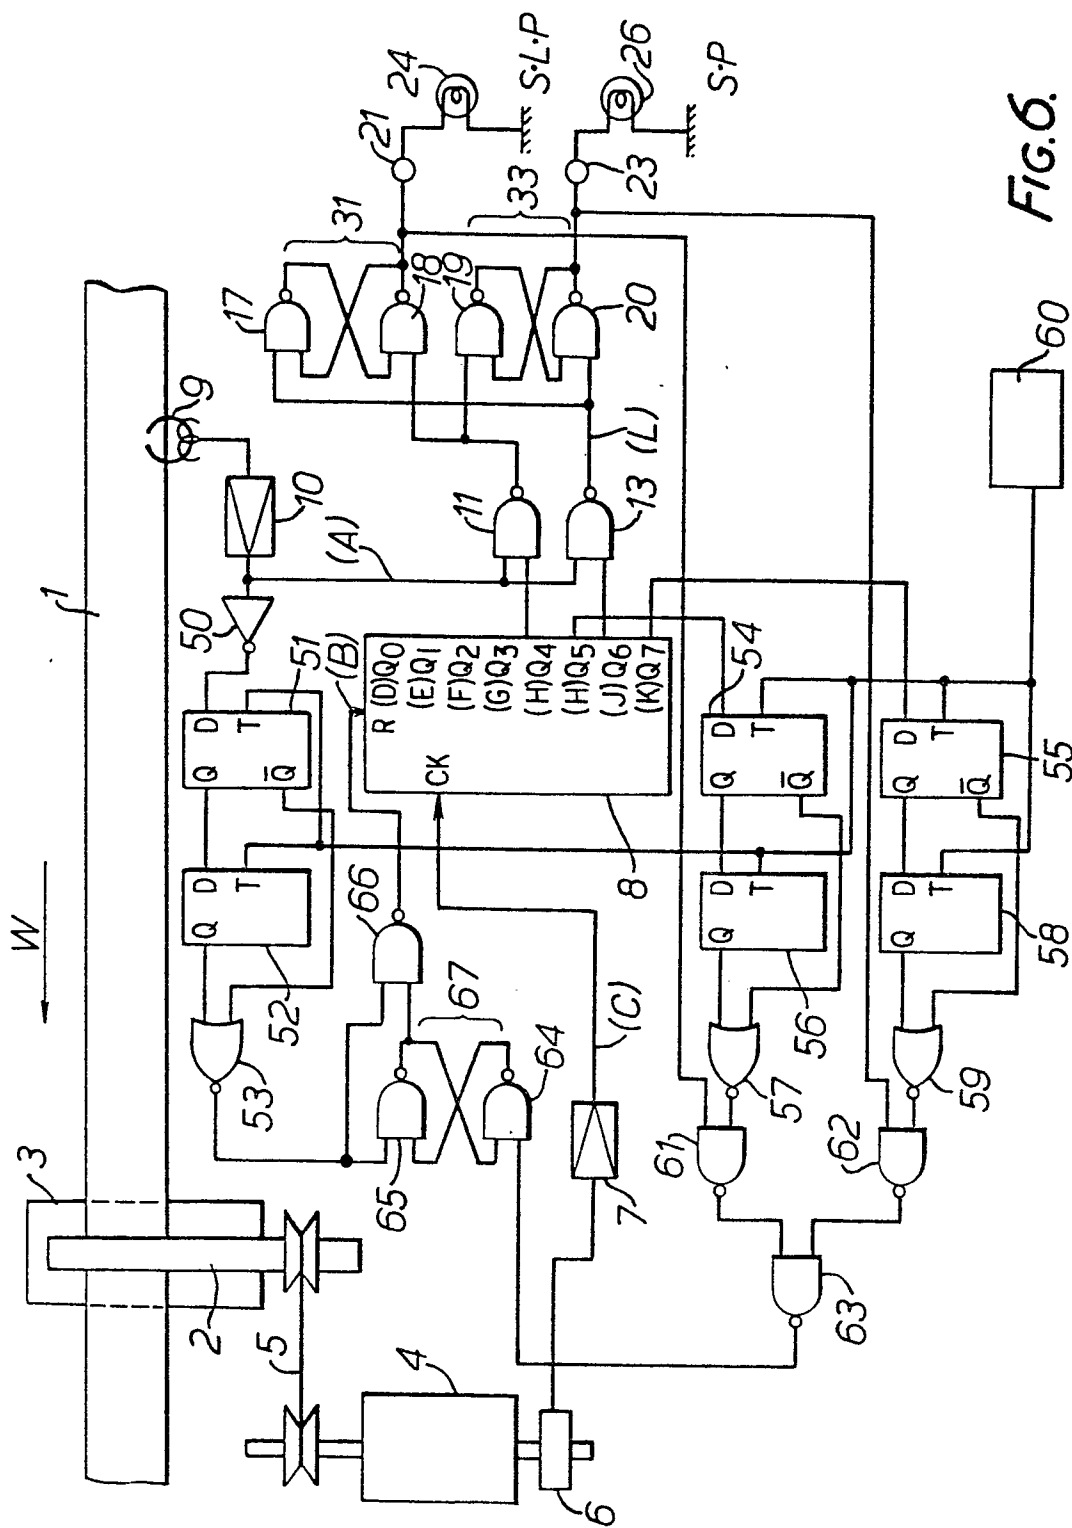 W
1
3
2
5
4
6
7
9
10
(A)
50
51
52
53
D
T
Q
Q̅
D
T
Q
17
18
19
20
31
33
21
23
24
26
S·L·P
S·P
11
13
(L)
(B)
R
CK
(D)Q0
(E)Q1
(F)Q2
(G)Q3
(H)Q4
(H)Q5
(J)Q6
(K)Q7
8
66
67
65
64
(C)
54
D
T
Q
Q̅
56
D
T
Q
57
55
D
T
Q
Q̅
58
D
T
Q
59
60
61
62
63
FIG.6.